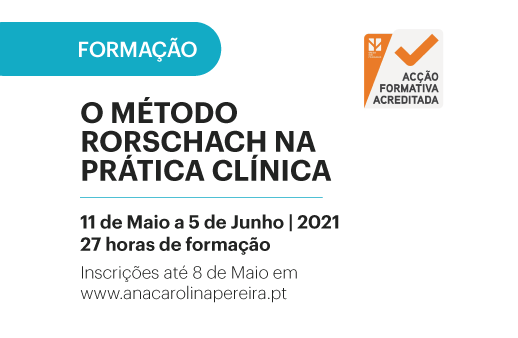 FORMAÇÃO
ACÇÃO
FORMATIVA
ACREDITADA
O MÉTODO
RORSCHACH NA
PRÁTICA CLÍNICA
11 de Maio a 5 de Junho | 2021
27 horas de formação
Inscrições até 8 de Maio em
www.anacarolinapereira.pt